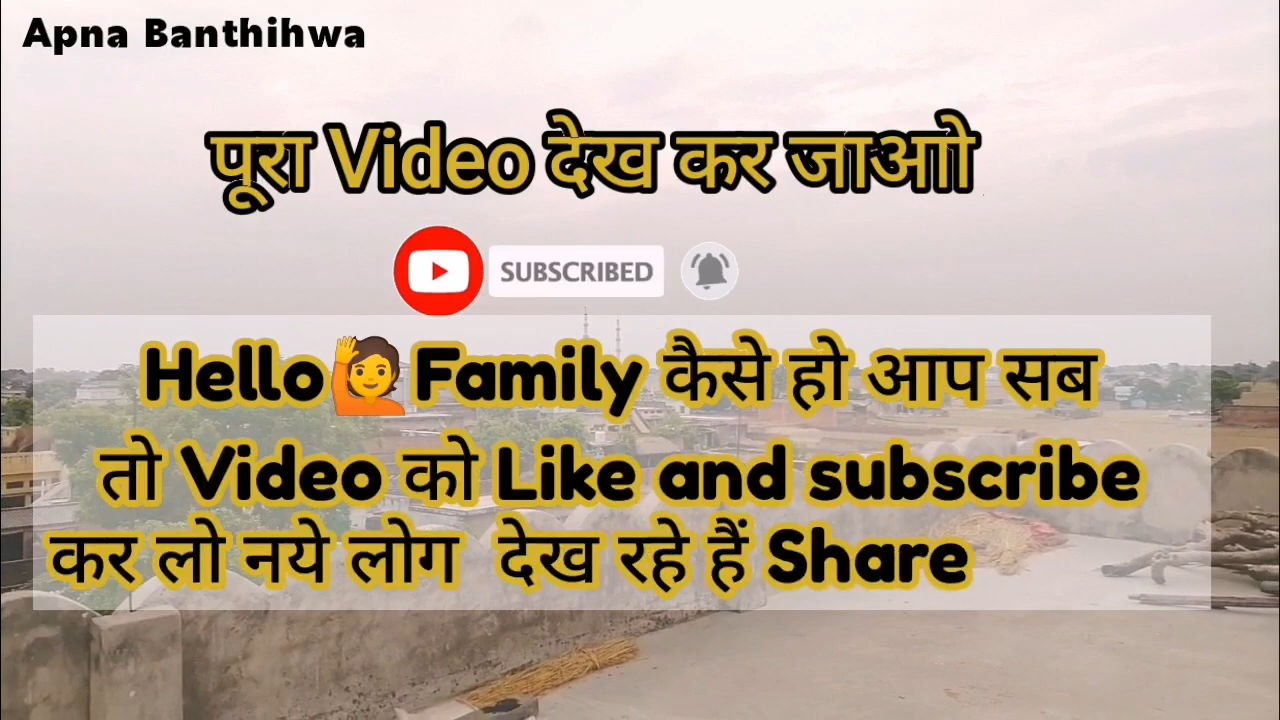 Apna Banthihwa
पूरा Video देख कर जाआो
SUBSCRIBED
Hello🙋Family कैसे हो आप सब
तो Video को Like and subscribe
कर लो नये लोग देख रहे हैं Share